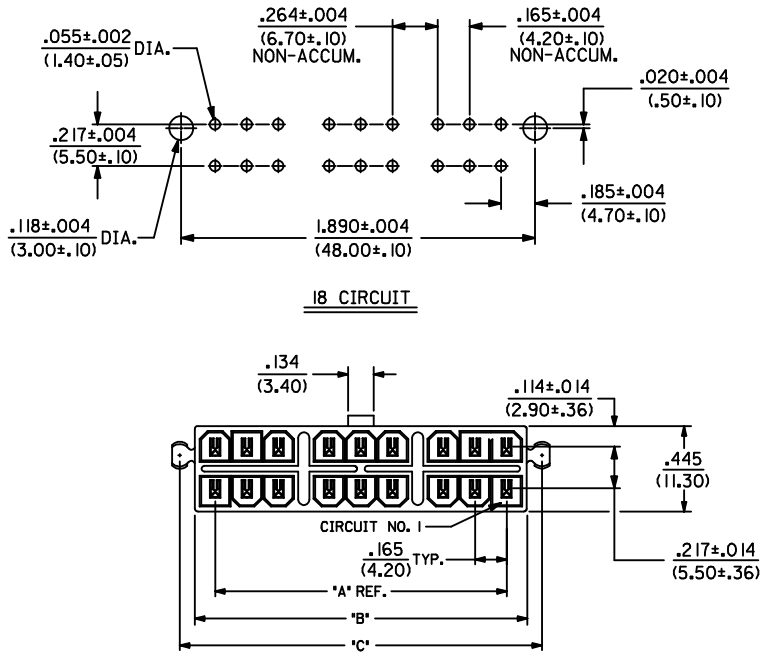 .264±.004
(6.70±.10)
NON-ACCUM.
.165±.004
(4.20±.10)
NON-ACCUM.
.055±.002
(1.40±.05) DIA.
.020±.004
(.50±.10)
.217±.004
(5.50±.10)
.185±.004
(4.70±.10)
.118±.004
(3.00±.10) DIA.
1.890±.004
(48.00±.10)
18 CIRCUIT
.134
(3.40)
.114±.014
(2.90±.36)
.445
(11.30)
CIRCUIT NO. 1
.165
(4.20) TYP.
.217±.014
(5.50±.36)
"A" REF.
"B"
"C"